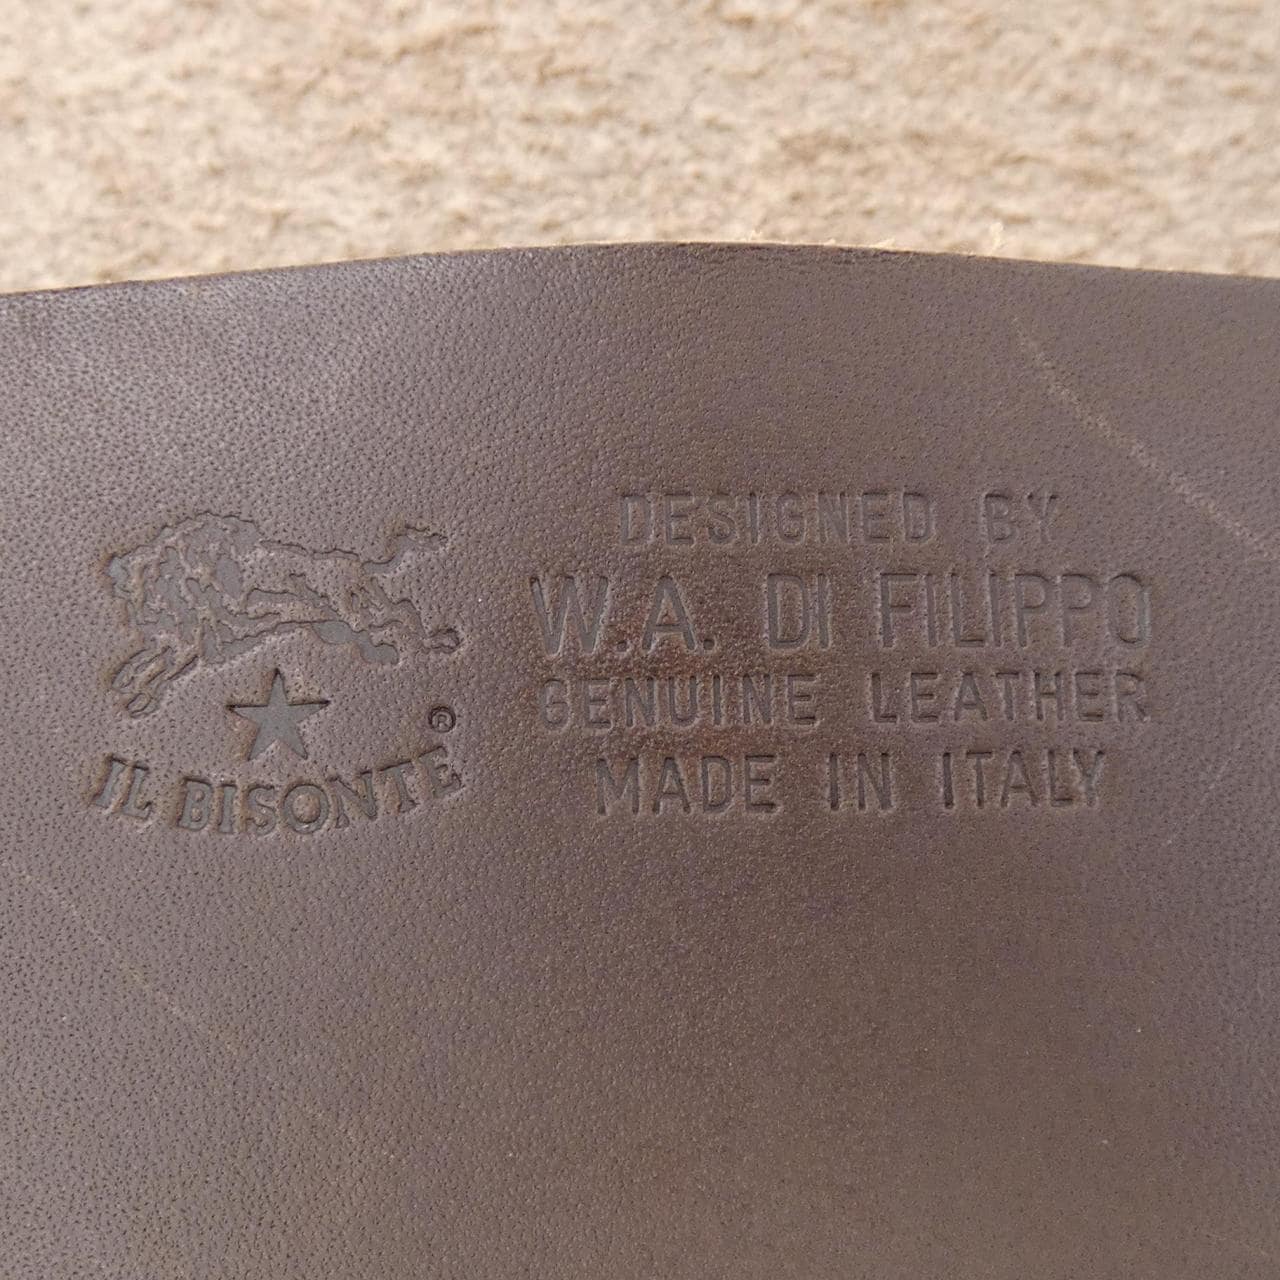 IL BISONTE®
DESIGNED BY
W.A. DI FILIPPO
GENUINE LEATHER
MADE IN ITALY